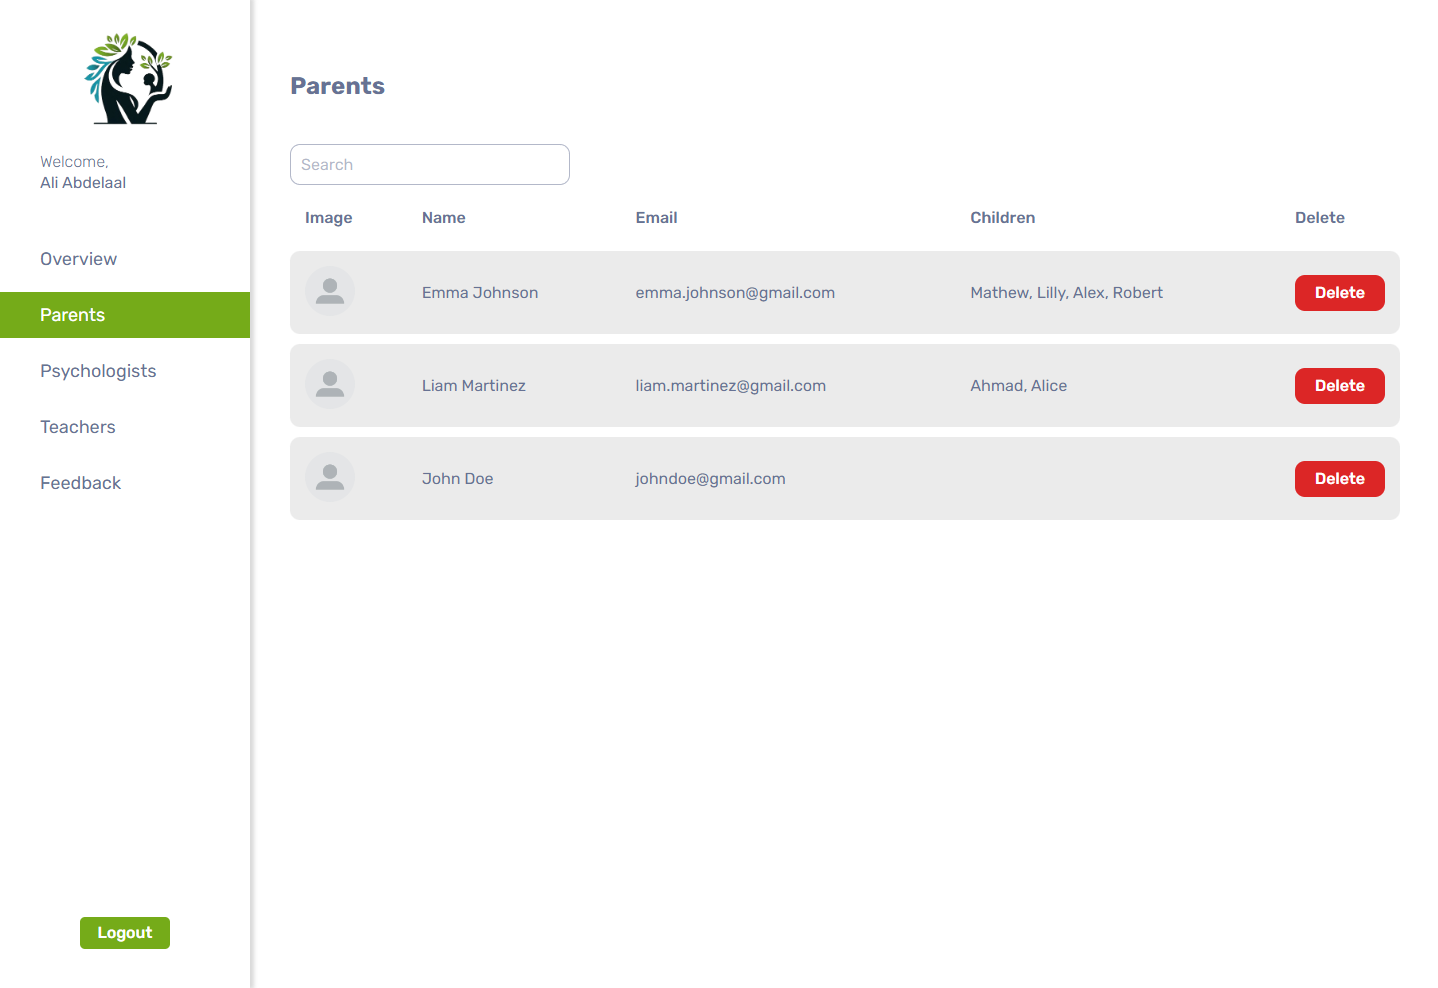 Welcome,
Ali Abdelaal
Overview
Parents
Psychologists
Teachers
Feedback
Logout
Parents
Search
Image Name Email Children Delete
Emma Johnson emma.johnson@gmail.com Mathew, Lilly, Alex, Robert Delete
Liam Martinez liam.martinez@gmail.com Ahmad, Alice Delete
John Doe johndoe@gmail.com Delete